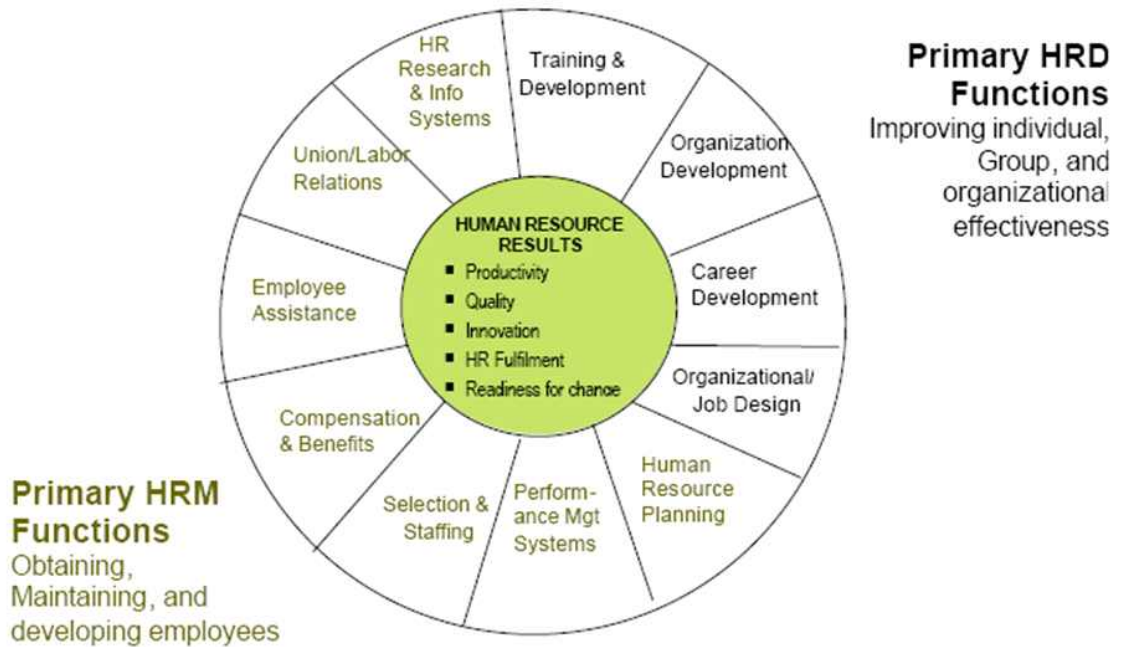 HR
Research
& Info
Systems
Training &
Development
Organization
Development
Career
Development
Organizational/
Job Design
Human
Resource
Planning
Perform-
ance Mgt
Systems
Selection &
Staffing
Compensation
& Benefits
Employee
Assistance
Union/Labor
Relations
HUMAN RESOURCE
RESULTS
▪ Productivity
▪ Quality
▪ Innovation
▪ HR Fulfilment
▪ Readiness for change
Primary HRD
Functions
Improving individual,
Group, and
organizational
effectiveness
Primary HRM
Functions
Obtaining,
Maintaining, and
developing employees